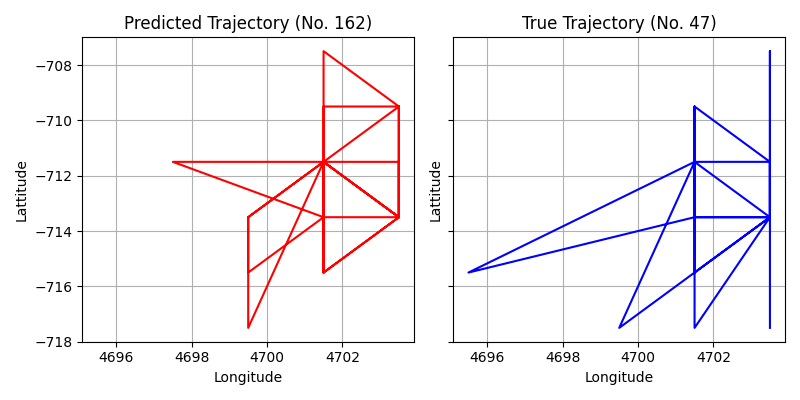 Predicted Trajectory (No. 162)
True Trajectory (No. 47)
Lattitude
−708
−710
−712
−714
−716
−718
4696
4698
4700
4702
Longitude
Lattitude
4696
4698
4700
4702
Longitude